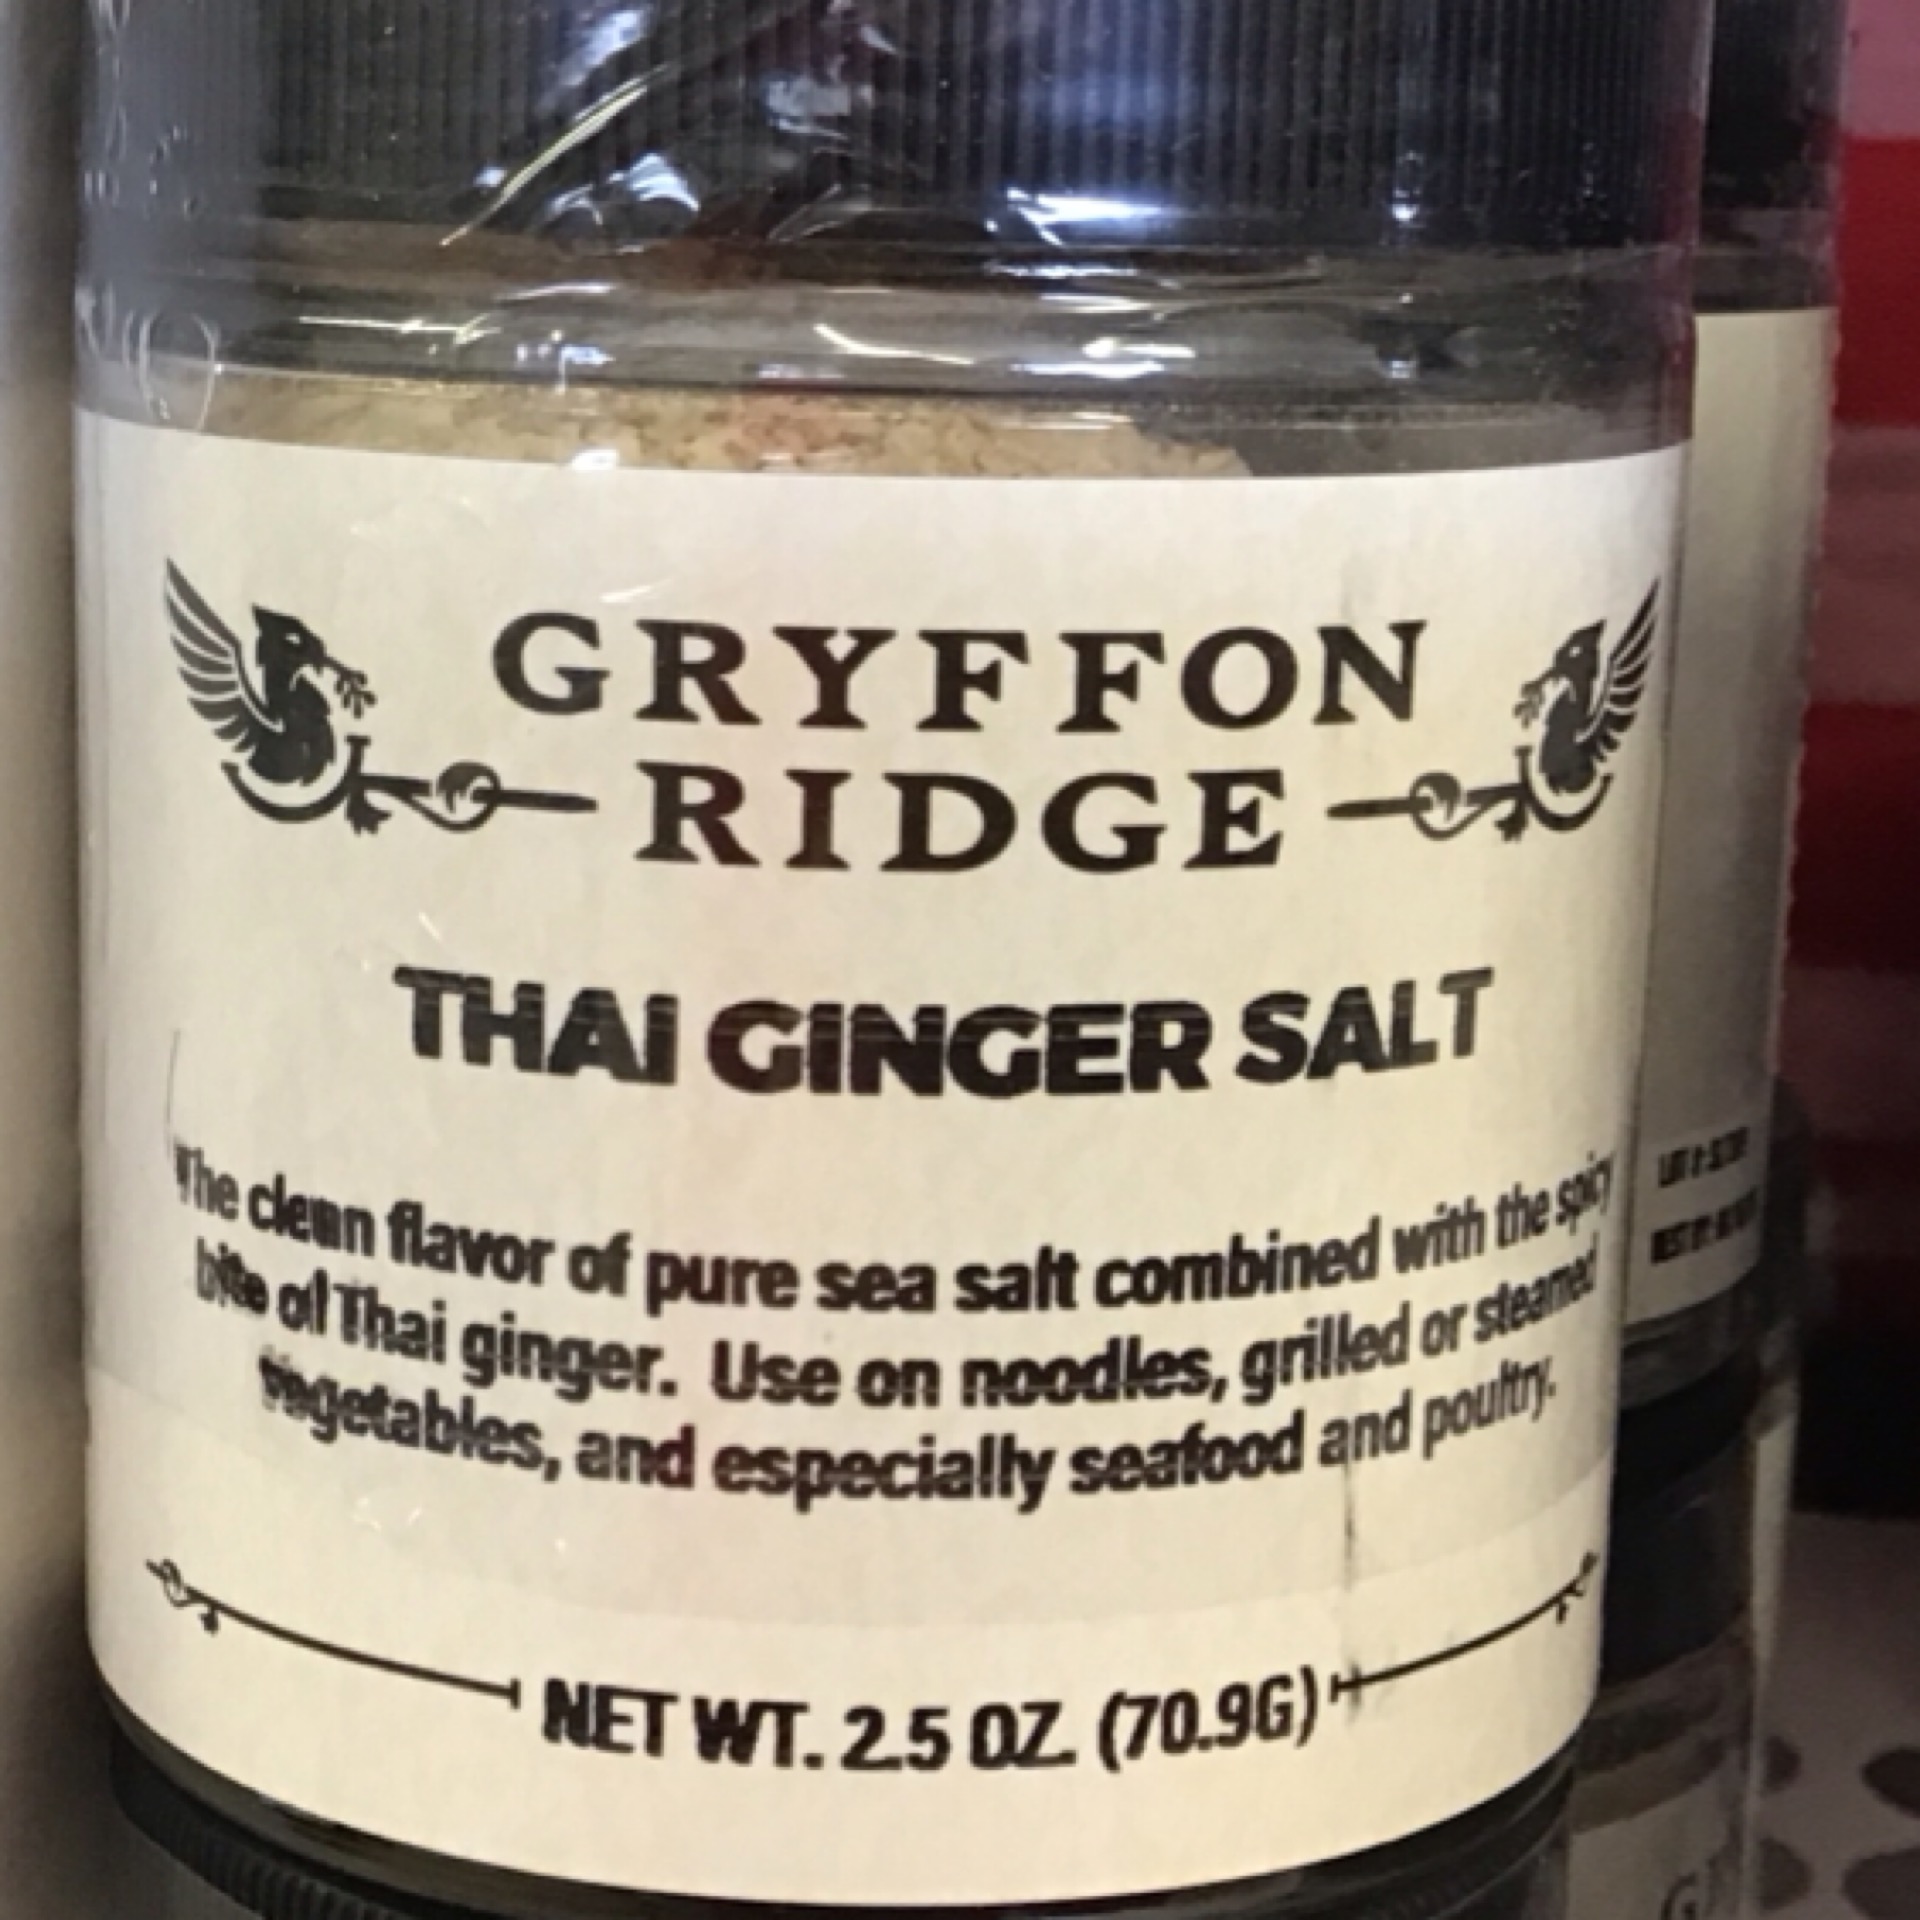 GRYFFON
RIDGE
THAI GINGER SALT
The clean flavor of pure sea salt combined with the spicy
bite of Thai ginger. Use on noodles, grilled or steamed
vegetables, and especially seafood and poultry.
NET WT. 2.5 OZ. (70.9G)